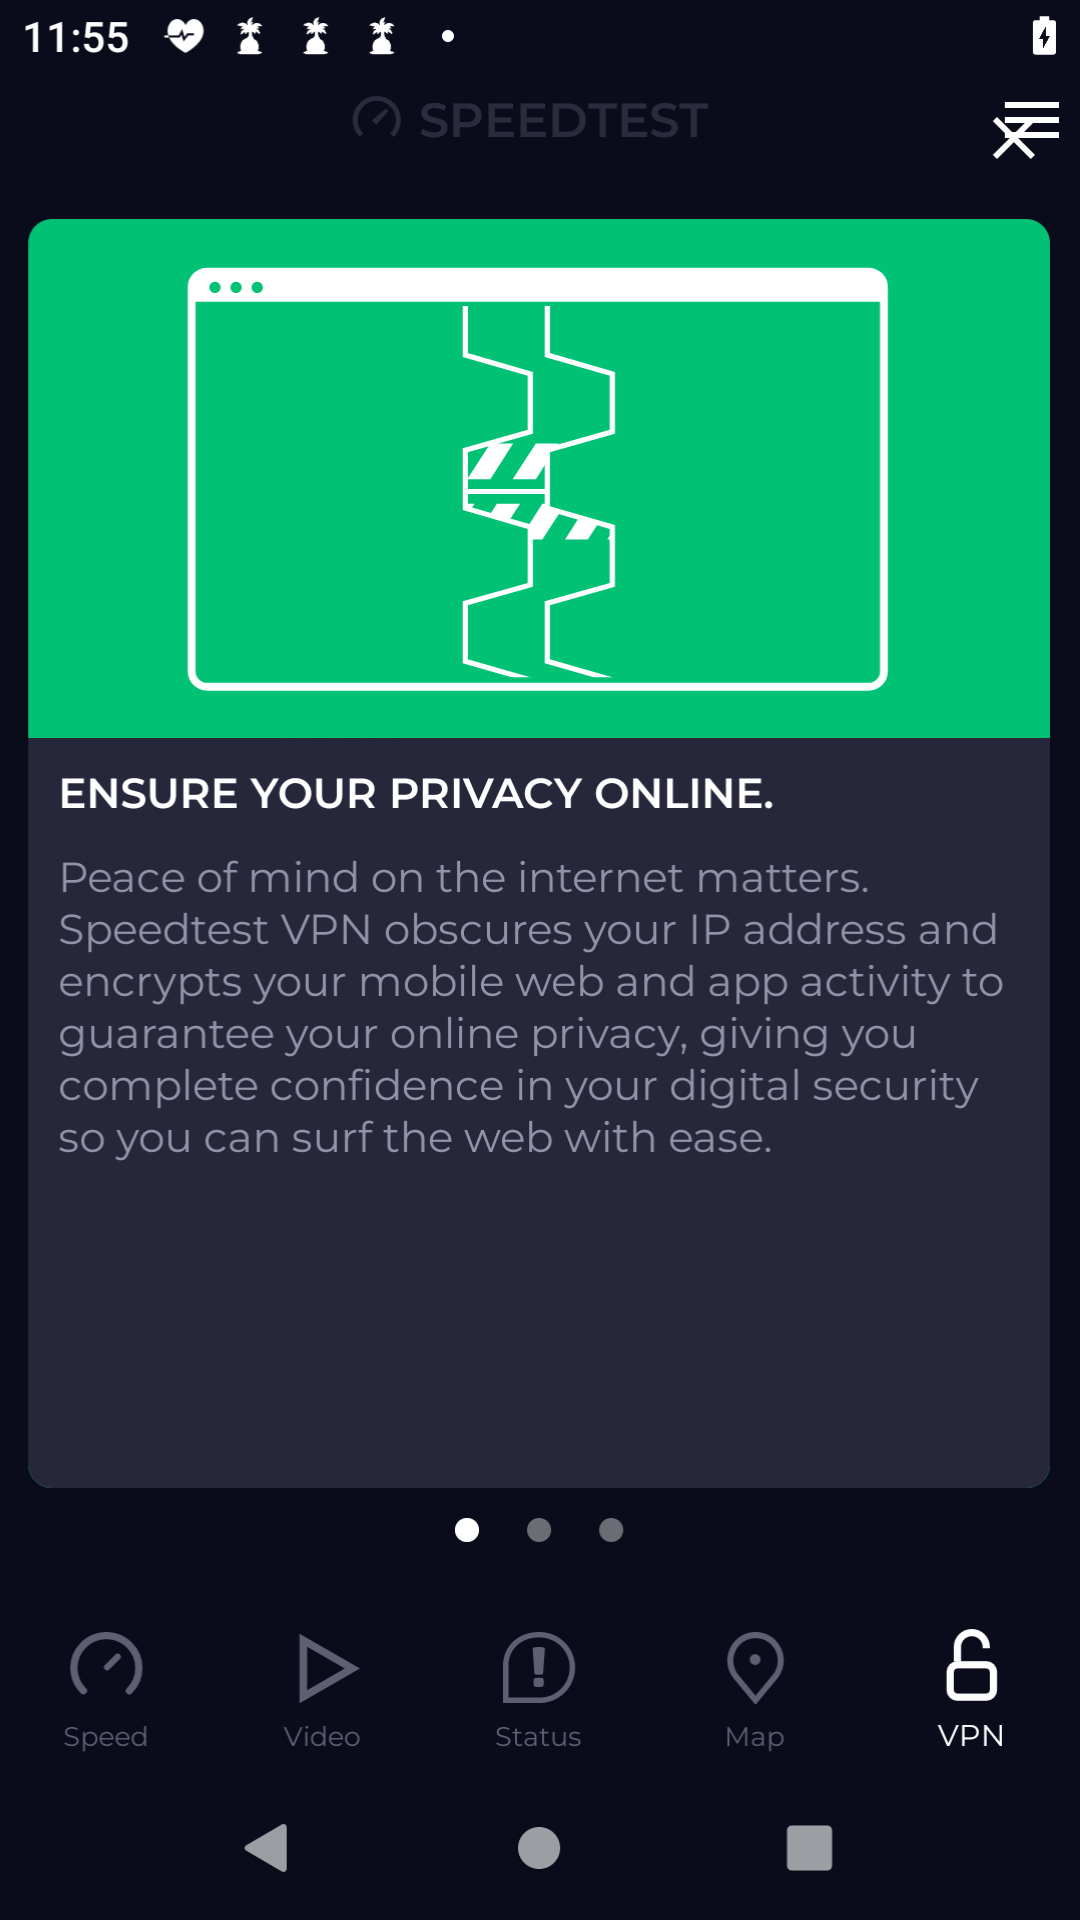 11:55
SPEEDTEST
ENSURE YOUR PRIVACY ONLINE.
Peace of mind on the internet matters.
Speedtest VPN obscures your IP address and
encrypts your mobile web and app activity to
guarantee your online privacy, giving you
complete confidence in your digital security
so you can surf the web with ease.
Speed
Video
Status
Map
VPN